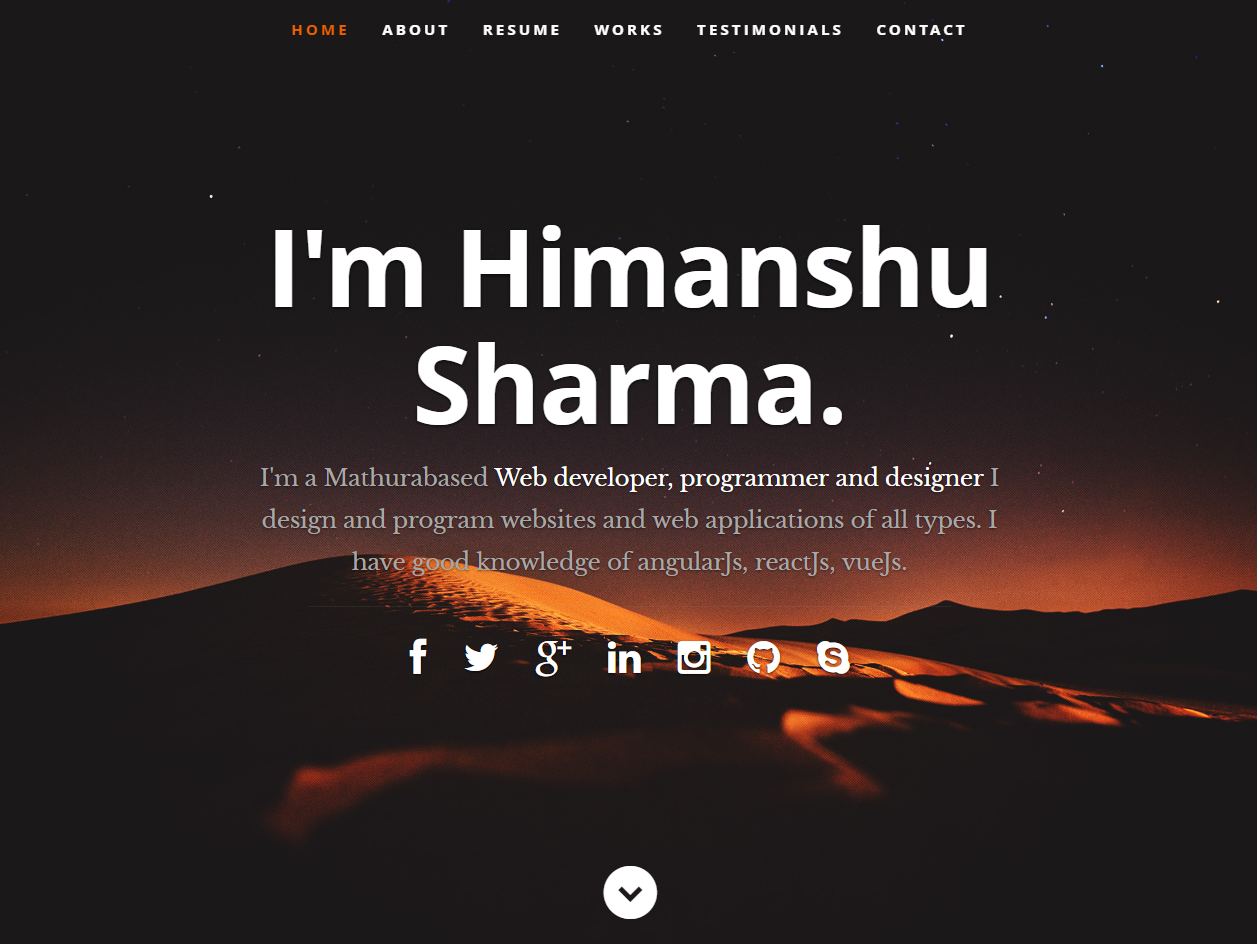 HOME ABOUT RESUME WORKS TESTIMONIALS CONTACT
I'm Himanshu
Sharma.
I'm a Mathurabased Web developer, programmer and designer I
design and program websites and web applications of all types. I
have good knowledge of angularJs, reactJs, vueJs.